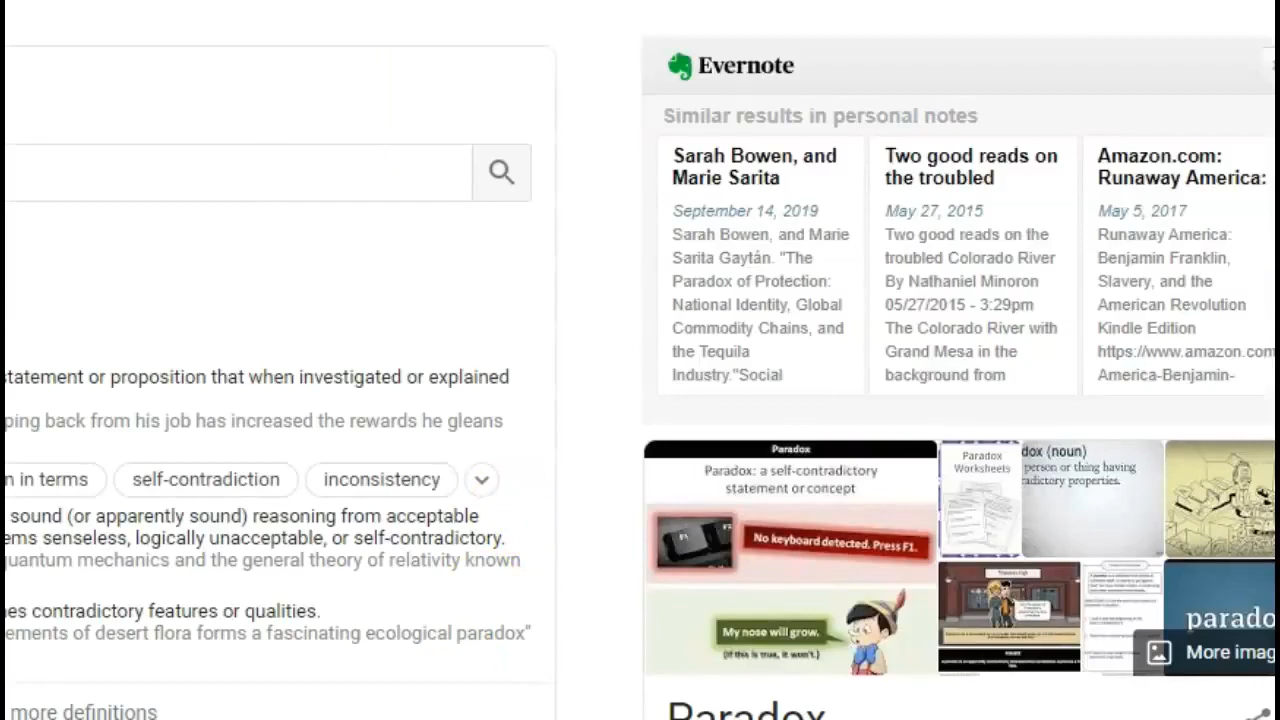 statement or proposition that when investigated or explained
ping back from his job has increased the rewards he gleans
n in terms
self-contradiction
inconsistency
sound (or apparently sound) reasoning from acceptable
ems senseless, logically unacceptable, or self-contradictory.
quantum mechanics and the general theory of relativity known
es contradictory features or qualities.
ements of desert flora forms a fascinating ecological paradox"
more definitions
Evernote
Similar results in personal notes
Sarah Bowen, and
Marie Sarita
September 14, 2019
Sarah Bowen, and Marie
Sarita Gaytán. "The
Paradox of Protection:
National Identity, Global
Commodity Chains, and
the Tequila
Industry."Social
Two good reads on
the troubled
May 27, 2015
Two good reads on the
troubled Colorado River
By Nathaniel Minoron
05/27/2015 - 3:29pm
The Colorado River with
Grand Mesa in the
background from
Amazon.com:
Runaway America:
May 5, 2017
Runaway America:
Benjamin Franklin,
Slavery, and the
American Revolution
Kindle Edition
https://www.amazon.com
America-Benjamin-
Paradox
Paradox: a self-contradictory
statement or concept
F1
No keyboard detected. Press F1.
My nose will grow.
(If this is true, it won't.)
Paradox
Worksheets
dox (noun)
person or thing having
radictory properties.
parado
More imag
Paradox